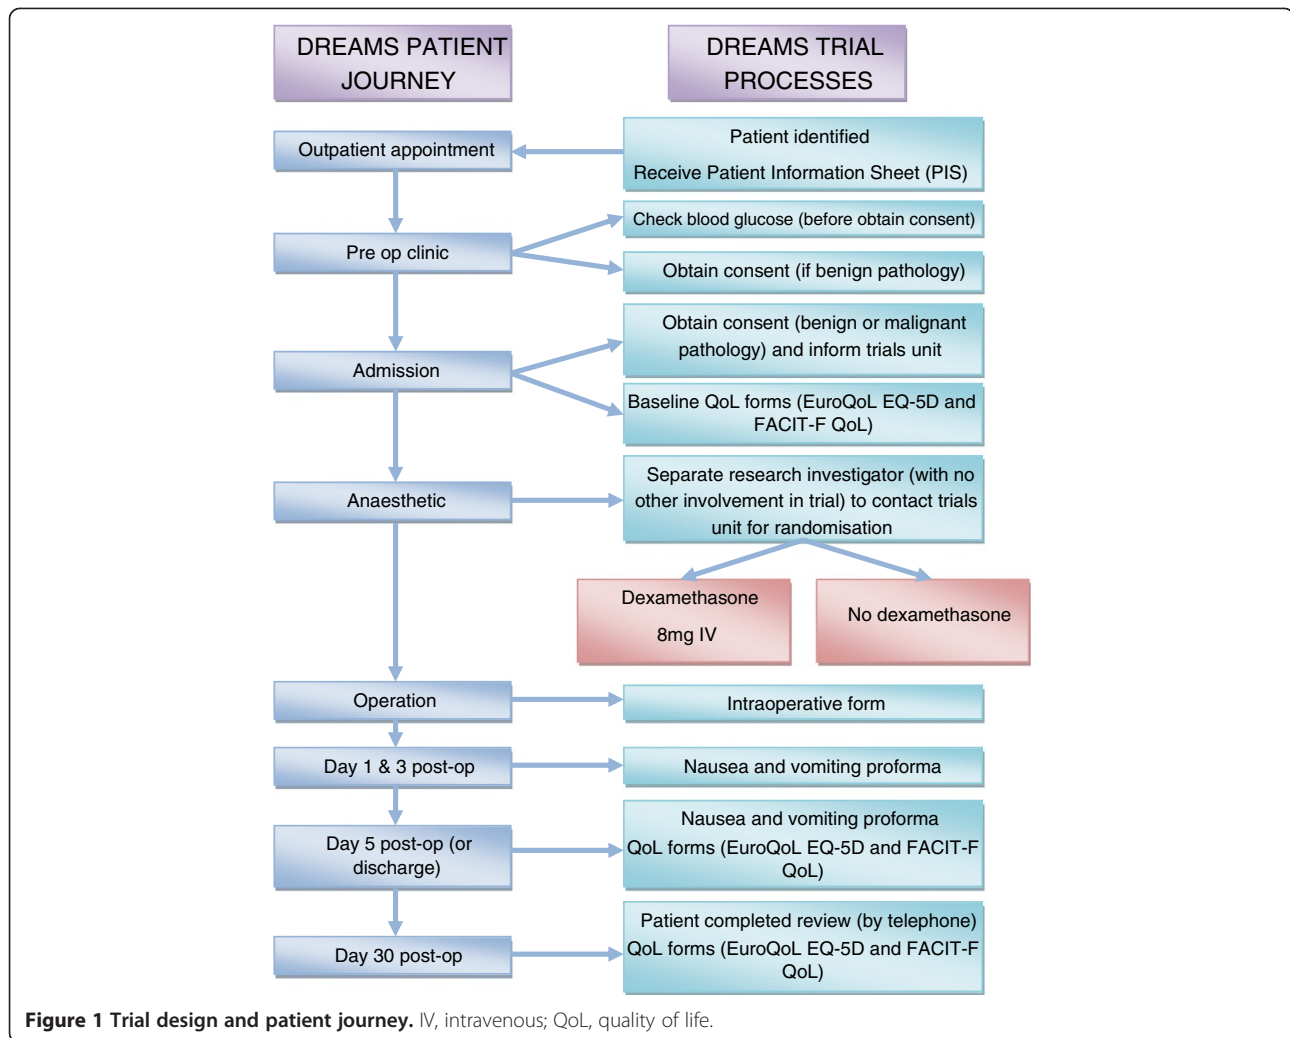 DREAMS PATIENT
JOURNEY
DREAMS TRIAL
PROCESSES
Outpatient appointment
Patient identified
Receive Patient Information Sheet (PIS)
Pre op clinic
Check blood glucose (before obtain consent)
Obtain consent (if benign pathology)
Admission
Obtain consent (benign or malignant
pathology) and inform trials unit
Baseline QoL forms (EuroQoL EQ-5D and
FACIT-F QoL)
Anaesthetic
Separate research investigator (with no
other involvement in trial) to contact trials
unit for randomisation
Dexamethasone
8mg IV
No dexamethasone
Operation
Intraoperative form
Day 1 & 3 post-op
Nausea and vomiting proforma
Day 5 post-op (or
discharge)
Nausea and vomiting proforma
QoL forms (EuroQoL EQ-5D and FACIT-F
QoL)
Day 30 post-op
Patient completed review (by telephone)
QoL forms (EuroQoL EQ-5D and FACIT-F
QoL)
Figure 1 Trial design and patient journey. IV, intravenous; QoL, quality of life.